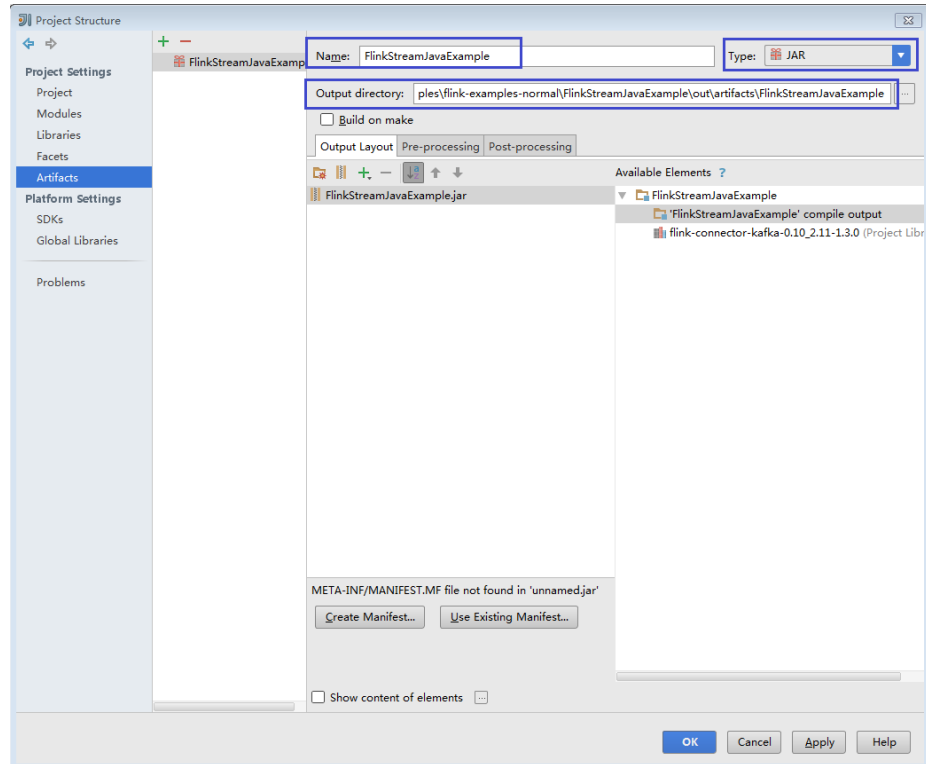 Project Structure
Project Settings
Project
Modules
Libraries
Facets
Artifacts
Platform Settings
SDKs
Global Libraries
Problems
FlinkStreamJavaExamp
Name: FlinkStreamJavaExample Type: JAR
Output directory: ples\flink-examples-normal\FlinkStreamJavaExample\out\artifacts\FlinkStreamJavaExample ...
Build on make
Output Layout Pre-processing Post-processing
Available Elements ?
FlinkStreamJavaExample.jar
FlinkStreamJavaExample
'FlinkStreamJavaExample' compile output
flink-connector-kafka-0.10_2.11-1.3.0 (Project Libr
META-INF/MANIFEST.MF file not found in 'unnamed.jar'
Create Manifest... Use Existing Manifest...
Show content of elements ...
OK Cancel Apply Help